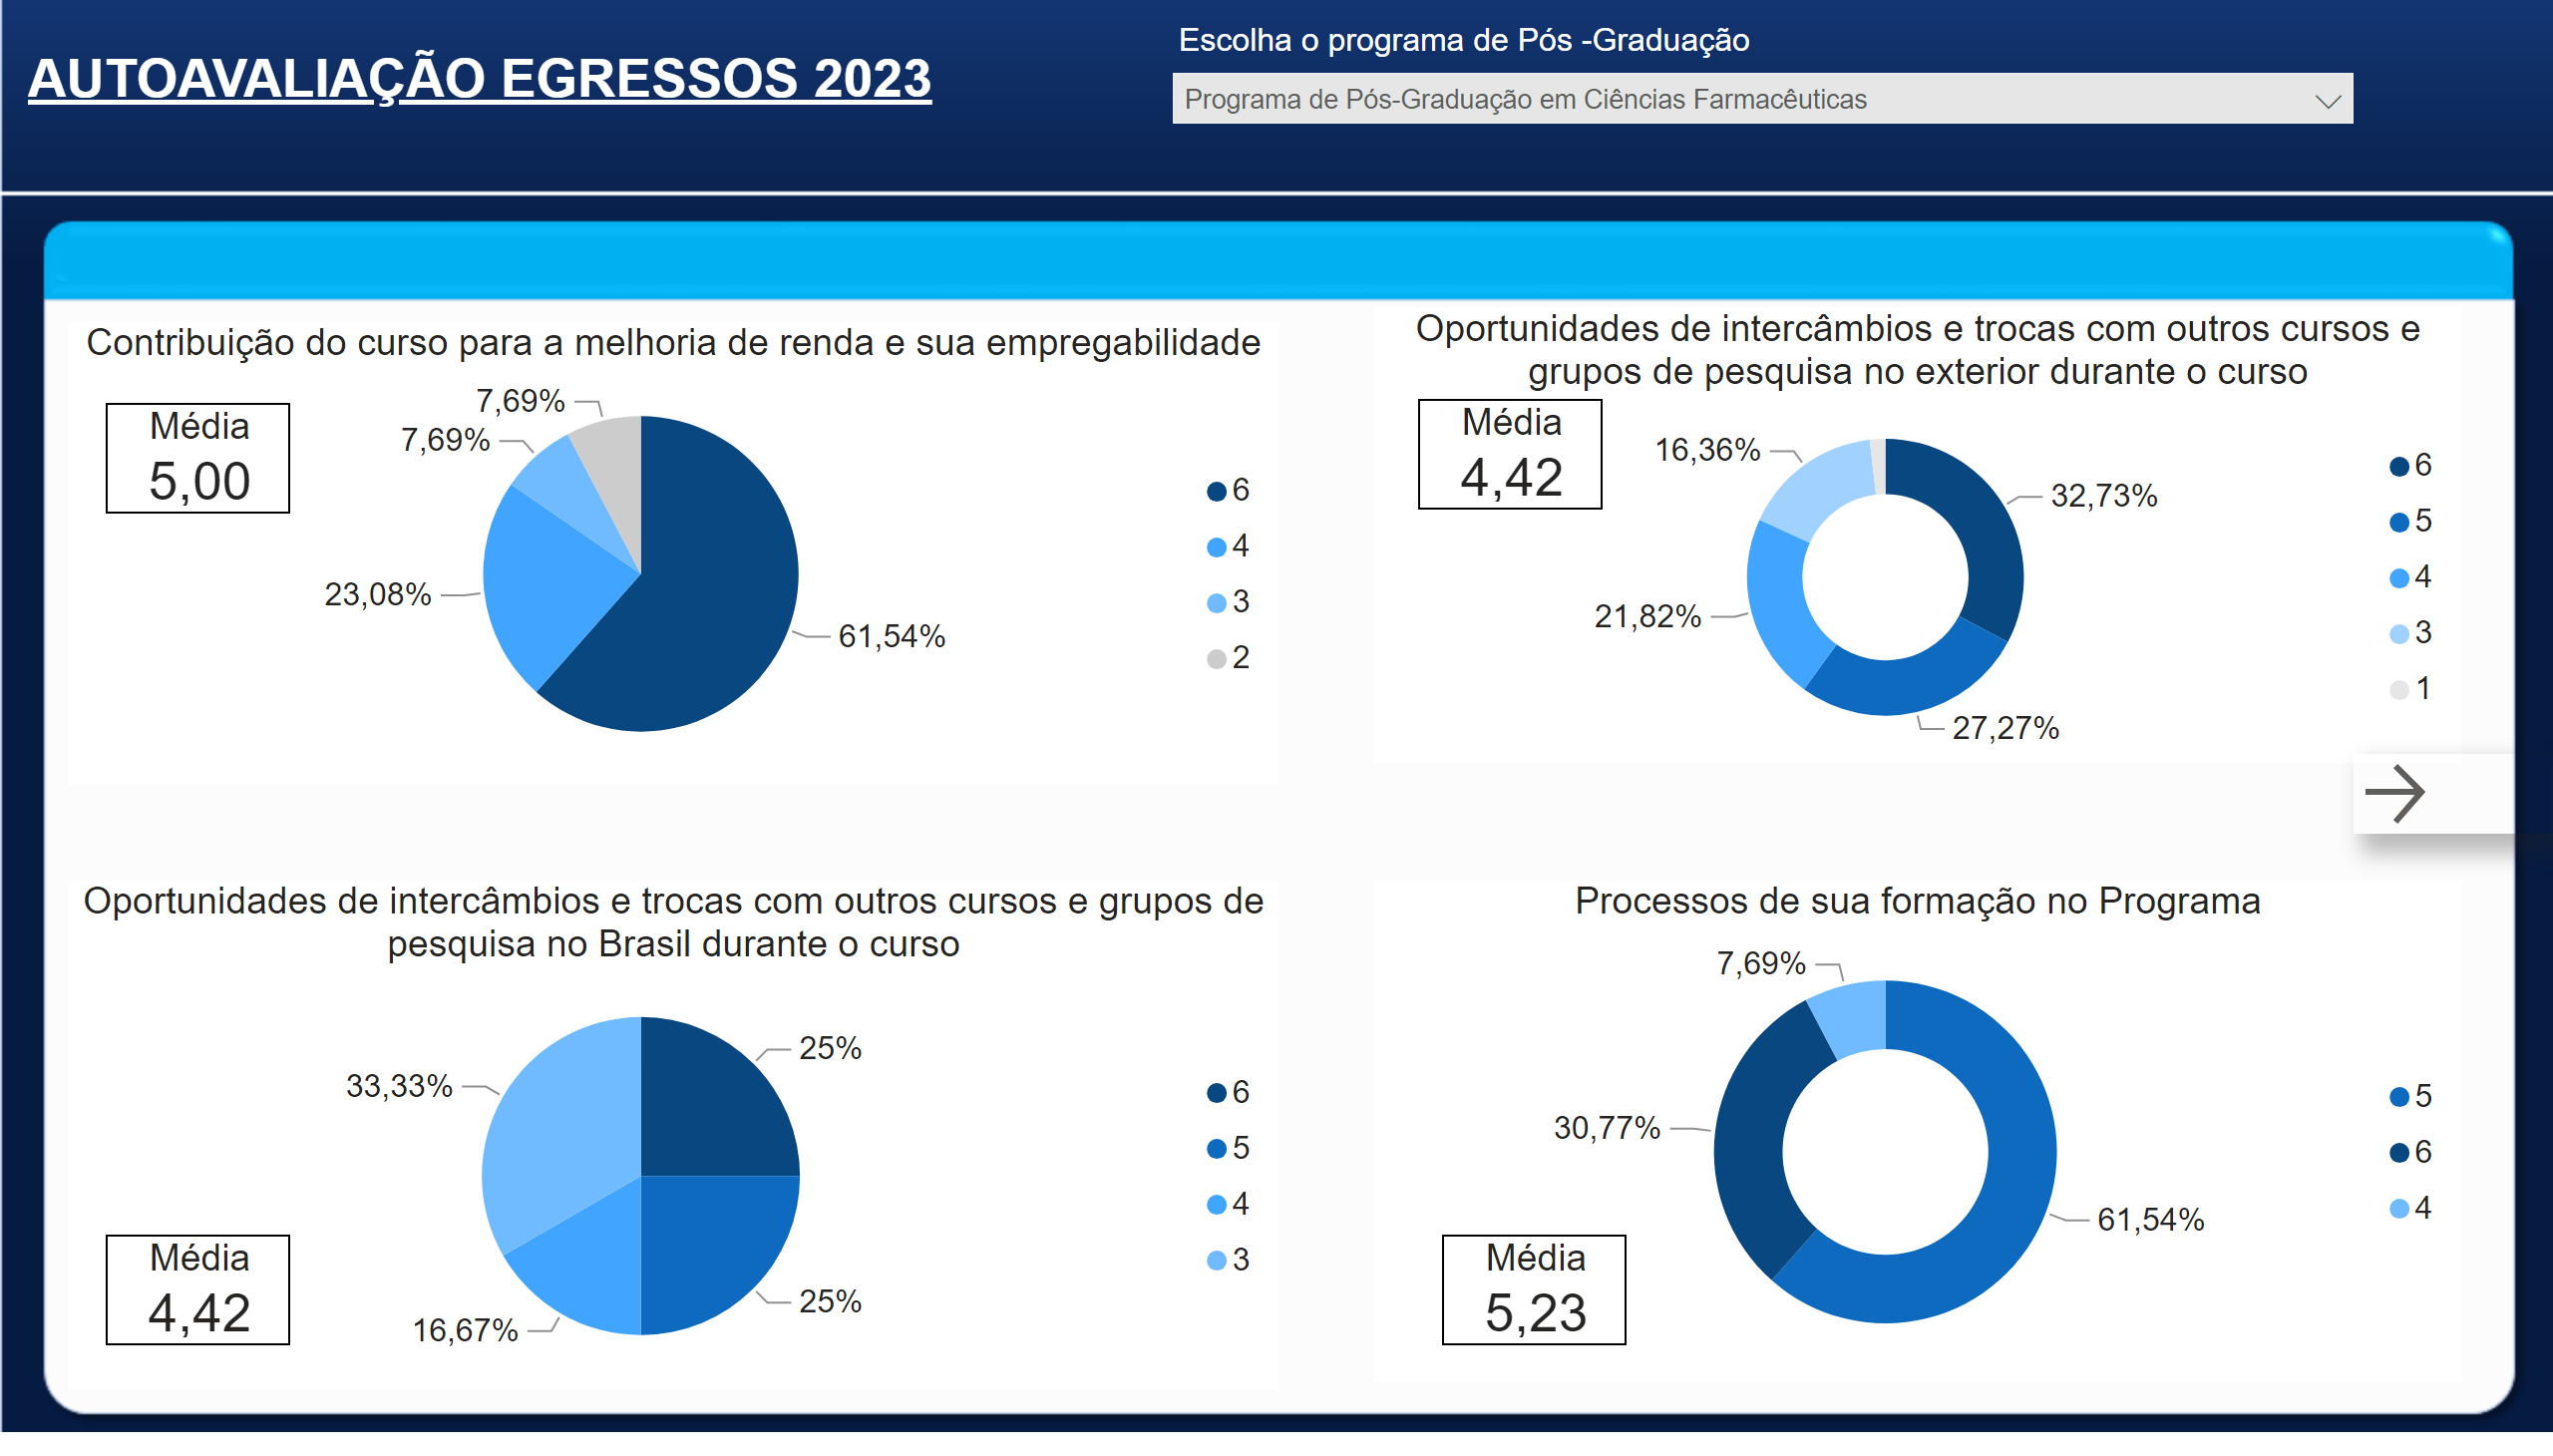 AUTOAVALIAÇÃO EGRESSOS 2023
Escolha o programa de Pós -Graduação
Programa de Pós-Graduação em Ciências Farmacêuticas
Contribuição do curso para a melhoria de renda e sua empregabilidade
Média
5,00
7,69%
7,69%
23,08%
61,54%
6
4
3
2
Oportunidades de intercâmbios e trocas com outros cursos e
grupos de pesquisa no exterior durante o curso
Média
4,42
16,36%
32,73%
21,82%
27,27%
6
5
4
3
1
Oportunidades de intercâmbios e trocas com outros cursos e grupos de
pesquisa no Brasil durante o curso
25%
33,33%
16,67%
25%
Média
4,42
6
5
4
3
Processos de sua formação no Programa
7,69%
30,77%
61,54%
Média
5,23
5
6
4